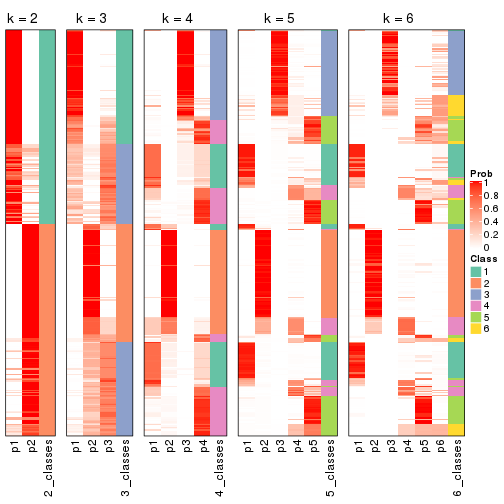 k = 2
k = 3
k = 4
k = 5
k = 6
Prob
1
0.8
0.6
0.4
0.2
0
Class
1
2
3
4
5
6
p1
p2
2_classes
p1
p2
p3
3_classes
p1
p2
p3
p4
4_classes
p1
p2
p3
p4
p5
5_classes
p1
p2
p3
p4
p5
p6
6_classes